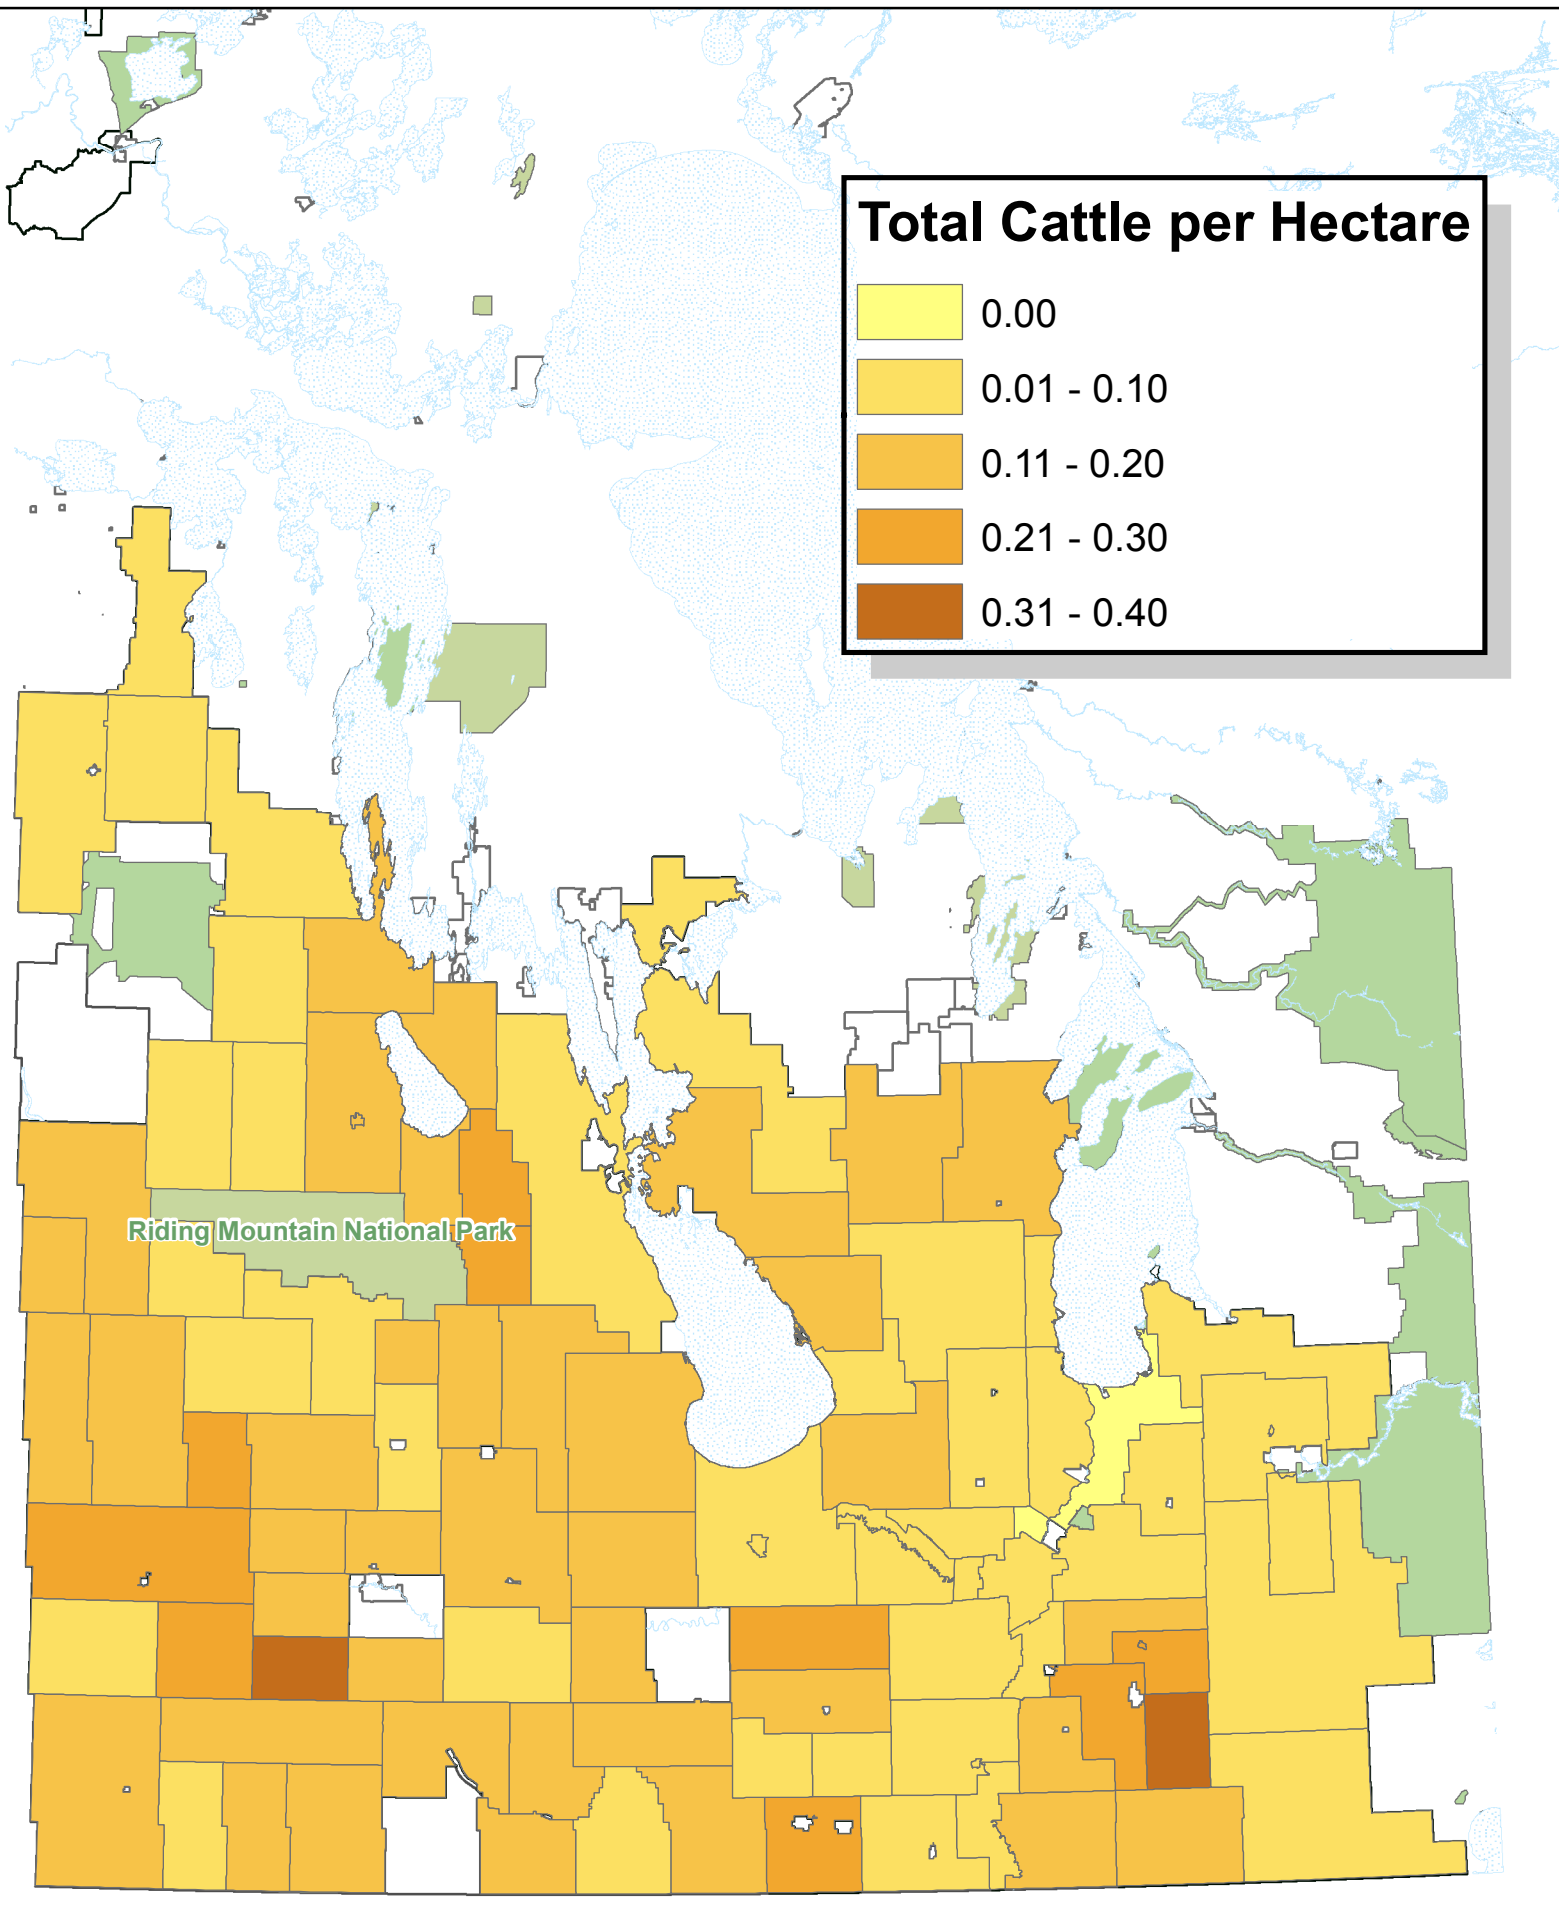 Total Cattle per Hectare
0.00
0.01 - 0.10
0.11 - 0.20
0.21 - 0.30
0.31 - 0.40
Riding Mountain National Park